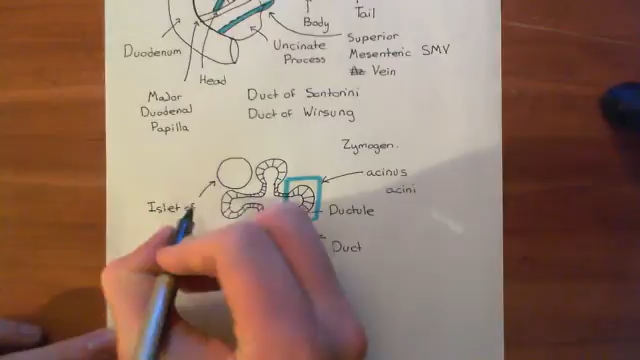 Tail
Body
Duodenum
Uncinate
Process
Superior
Mesenteric SMV
Vein
Head
Major
Duodenal
Papilla
Duct of Santorini
Duct of Wirsung
Zymogen.
acinus
acini
Islet of
Ductule
Duct